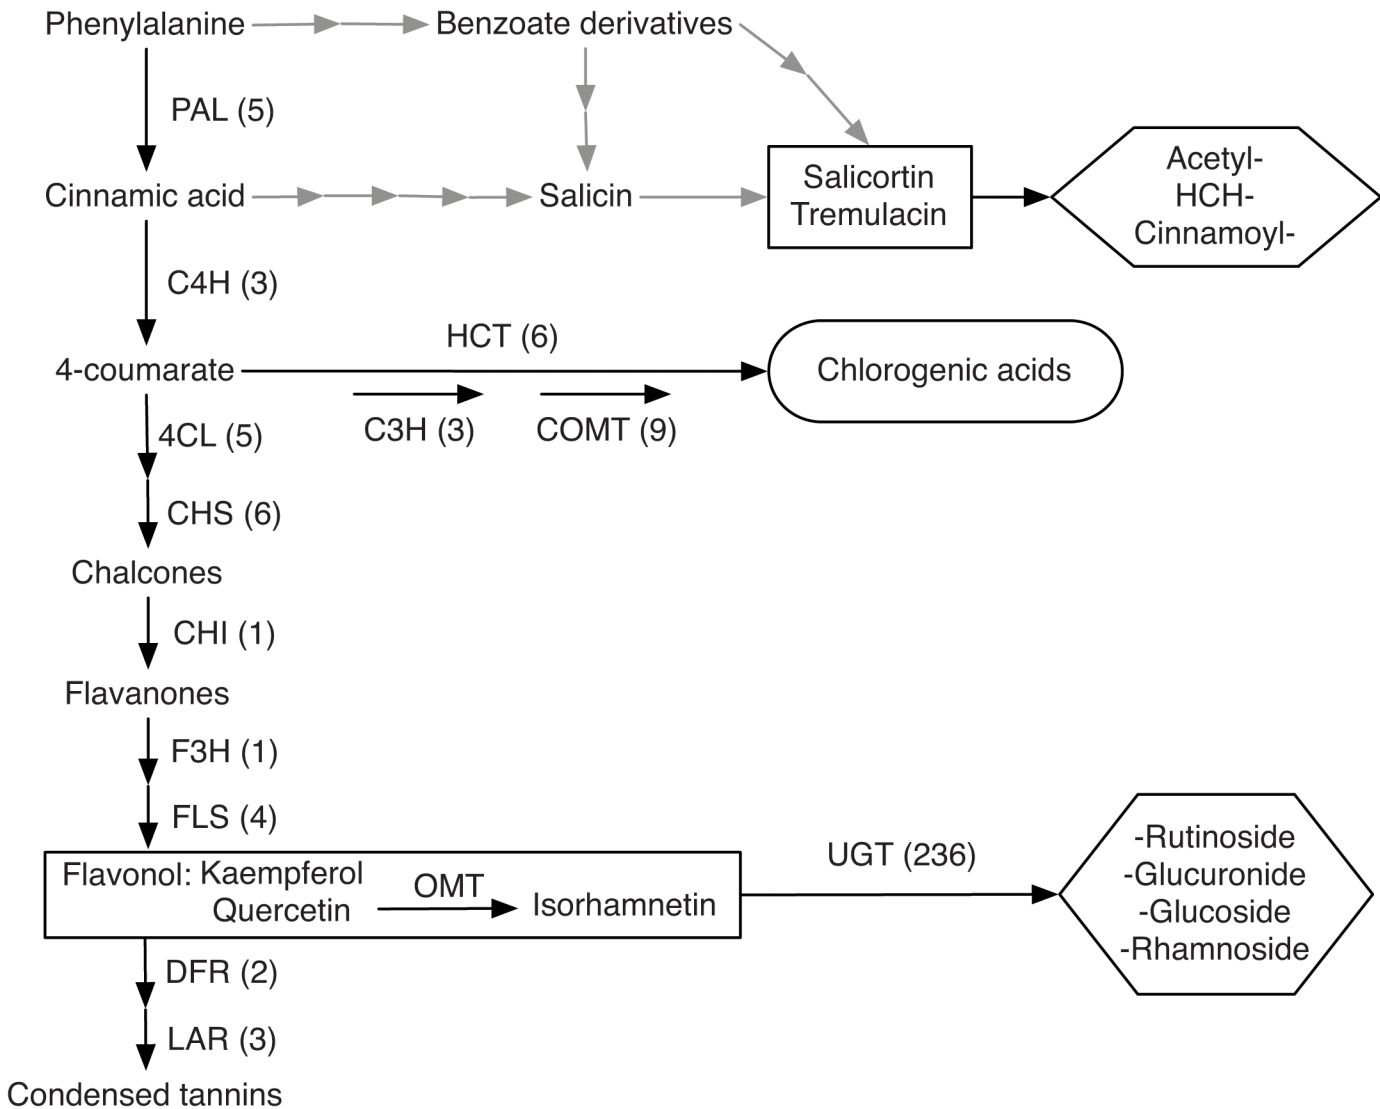 Phenylalanine
Benzoate derivatives
PAL (5)
Cinnamic acid
Salicin
Salicortin
Tremulacin
Acetyl-
HCH-
Cinnamoyl-
C4H (3)
HCT (6)
4-coumarate
Chlorogenic acids
C3H (3)
COMT (9)
4CL (5)
CHS (6)
Chalcones
CHI (1)
Flavanones
F3H (1)
FLS (4)
Flavonol: Kaempferol
Quercetin
OMT
Isorhamnetin
UGT (236)
-Rutinoside
-Glucuronide
-Glucoside
-Rhamnoside
DFR (2)
LAR (3)
Condensed tannins